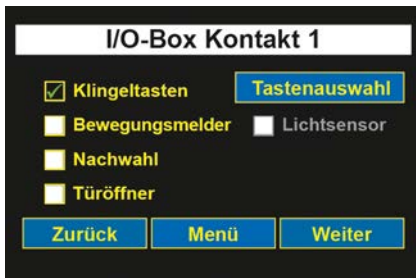 I/O-Box Kontakt 1
Klingeltasten Tastenauswahl
Bewegungsmelder Lichtsensor
Nachwahl
Türöffner
Zurück Menü Weiter